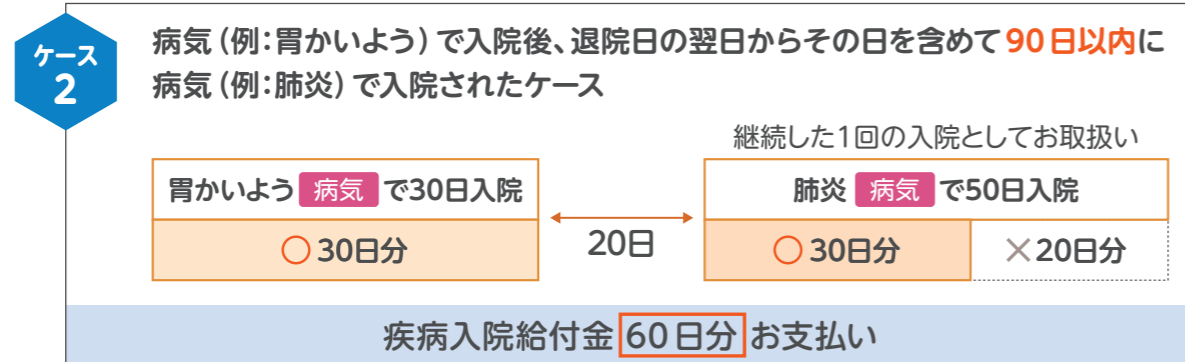 ケース
2
病気（例：胃かいよう）で入院後、退院日の翌日からその日を含めて90日以内に
病気（例：肺炎）で入院されたケース
継続した1回の入院としてお取扱い
胃かいよう 病気 で30日入院
肺炎 病気 で50日入院
○30日分
20日
○30日分
×20日分
疾病入院給付金60日分お支払い